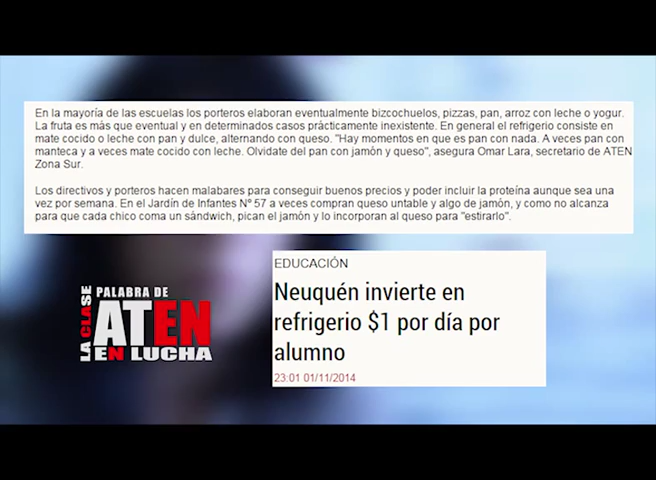 En la mayoría de las escuelas los porteros elaboran eventualmente bizcochuelos, pizzas, pan, arroz con leche o yogur.
La fruta es más que eventual y en determinados casos prácticamente inexistente. En general el refrigerio consiste en
mate cocido o leche con pan y dulce, alternando con queso. "Hay momentos en que es pan con nada. A veces pan con
manteca y a veces mate cocido con leche. Olvidate del pan con jamón y queso", asegura Omar Lara, secretario de ATEN
Zona Sur.
Los directivos y porteros hacen malabares para conseguir buenos precios y poder incluir la proteína aunque sea una
vez por semana. En el Jardín de Infantes Nº 57 a veces compran queso untable y algo de jamón, y como no alcanza
para que cada chico coma un sándwich, pican el jamón y lo incorporan al queso para "estirarlo".
LA CLASE
PALABRA DE
ATEN
EN LUCHA
EDUCACIÓN
Neuquén invierte en
refrigerio $1 por día por
alumno
23:01 01/11/2014